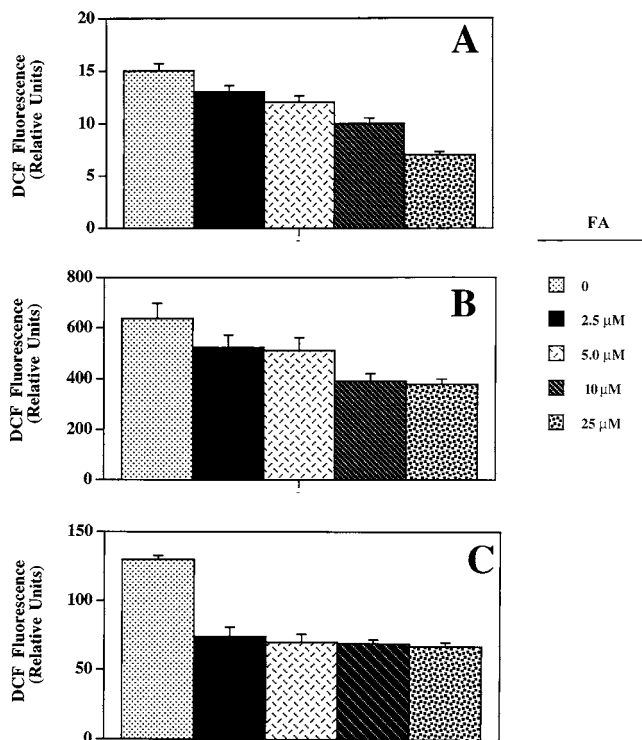 A
DCF Fluorescence
(Relative Units)
20
15
10
5
0
B
DCF Fluorescence
(Relative Units)
800
600
400
200
0
C
DCF Fluorescence
(Relative Units)
150
100
50
0
FA
0
2.5 μM
5.0 μM
10 μM
25 μM